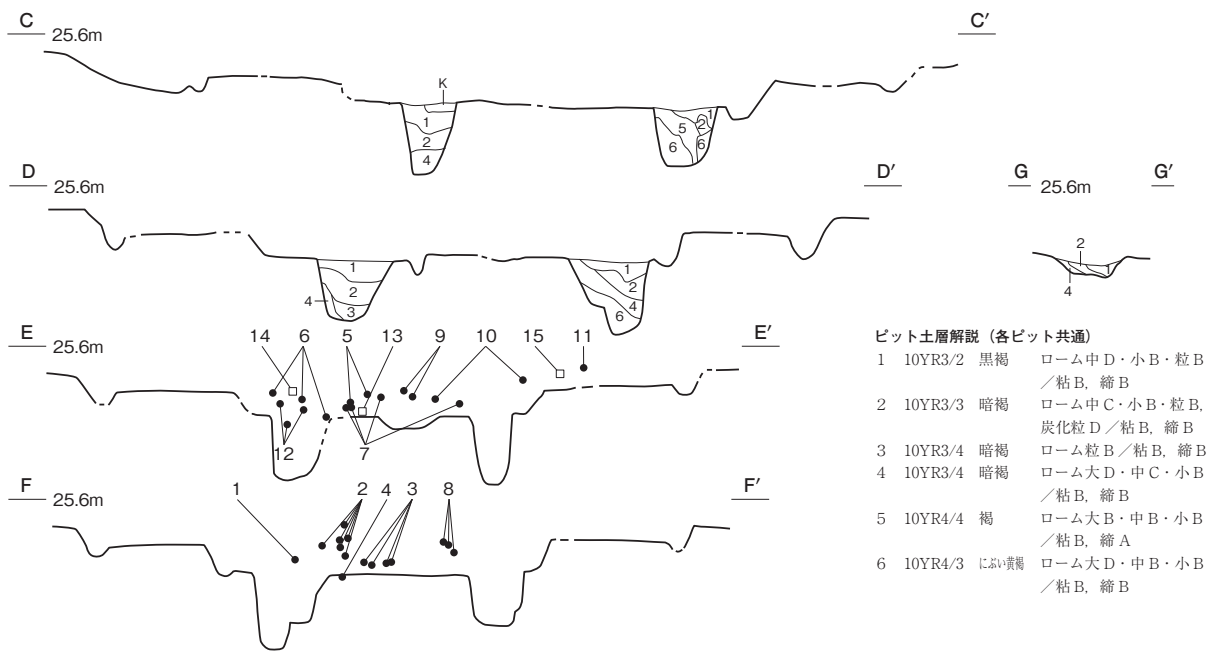 C 25.6m C′
K
1
2
4
1
5 2
6 6
D 25.6m D′
1
2
4
3
1
2
4
6
G 25.6m G′
2
1
4
E 25.6m E′
14 6 5 13 9 10 15 11
12 7
F 25.6m F′
1 2 4 3 8
ピット土層解説（各ピット共通）
1 10YR3/2 黒褐 ローム中D・小B・粒B
／粘B，締B
2 10YR3/3 暗褐 ローム中C・小B・粒B，
炭化粒D／粘B，締B
3 10YR3/4 暗褐 ローム粒B／粘B，締B
4 10YR3/4 暗褐 ローム大D・中C・小B
／粘B，締B
5 10YR4/4 褐 ローム大B・中B・小B
／粘B，締A
6 10YR4/3 にぶい黄褐 ローム大D・中B・小B
／粘B，締B